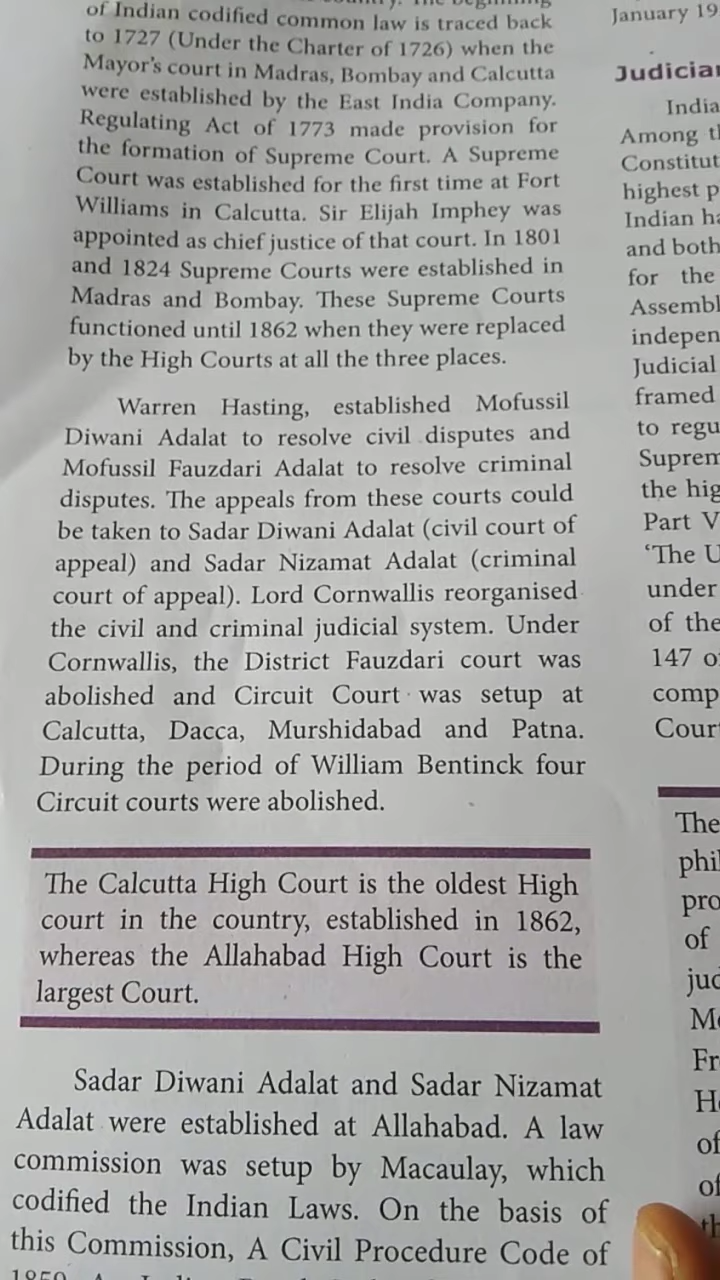 of Indian codified common law is traced back
to 1727 (Under the Charter of 1726) when the
Mayor's court in Madras, Bombay and Calcutta
were established by the East India Company.
Regulating Act of 1773 made provision for
the formation of Supreme Court. A Supreme
Court was established for the first time at Fort
Williams in Calcutta. Sir Elijah Imphey was
appointed as chief justice of that court. In 1801
and 1824 Supreme Courts were established in
Madras and Bombay. These Supreme Courts
functioned until 1862 when they were replaced
by the High Courts at all the three places.
Warren Hasting, established Mofussil
Diwani Adalat to resolve civil disputes and
Mofussil Fauzdari Adalat to resolve criminal
disputes. The appeals from these courts could
be taken to Sadar Diwani Adalat (civil court of
appeal) and Sadar Nizamat Adalat (criminal
court of appeal). Lord Cornwallis reorganised
the civil and criminal judicial system. Under
Cornwallis, the District Fauzdari court was
abolished and Circuit Court was setup at
Calcutta, Dacca, Murshidabad and Patna.
During the period of William Bentinck four
Circuit courts were abolished.
The Calcutta High Court is the oldest High
court in the country, established in 1862,
whereas the Allahabad High Court is the
largest Court.
Sadar Diwani Adalat and Sadar Nizamat
Adalat were established at Allahabad. A law
commission was setup by Macaulay, which
codified the Indian Laws. On the basis of
this Commission, A Civil Procedure Code of
January 19
Judiciar
India
Among th
Constitut
highest p
Indian ha
and both
for the
Assembl
indepen
Judicial
framed
to regu
Suprem
the hig
Part V
'The U
under
of the
147 o
comp
Cour
The
phil
pro
of
jud
Fr
of
of
th